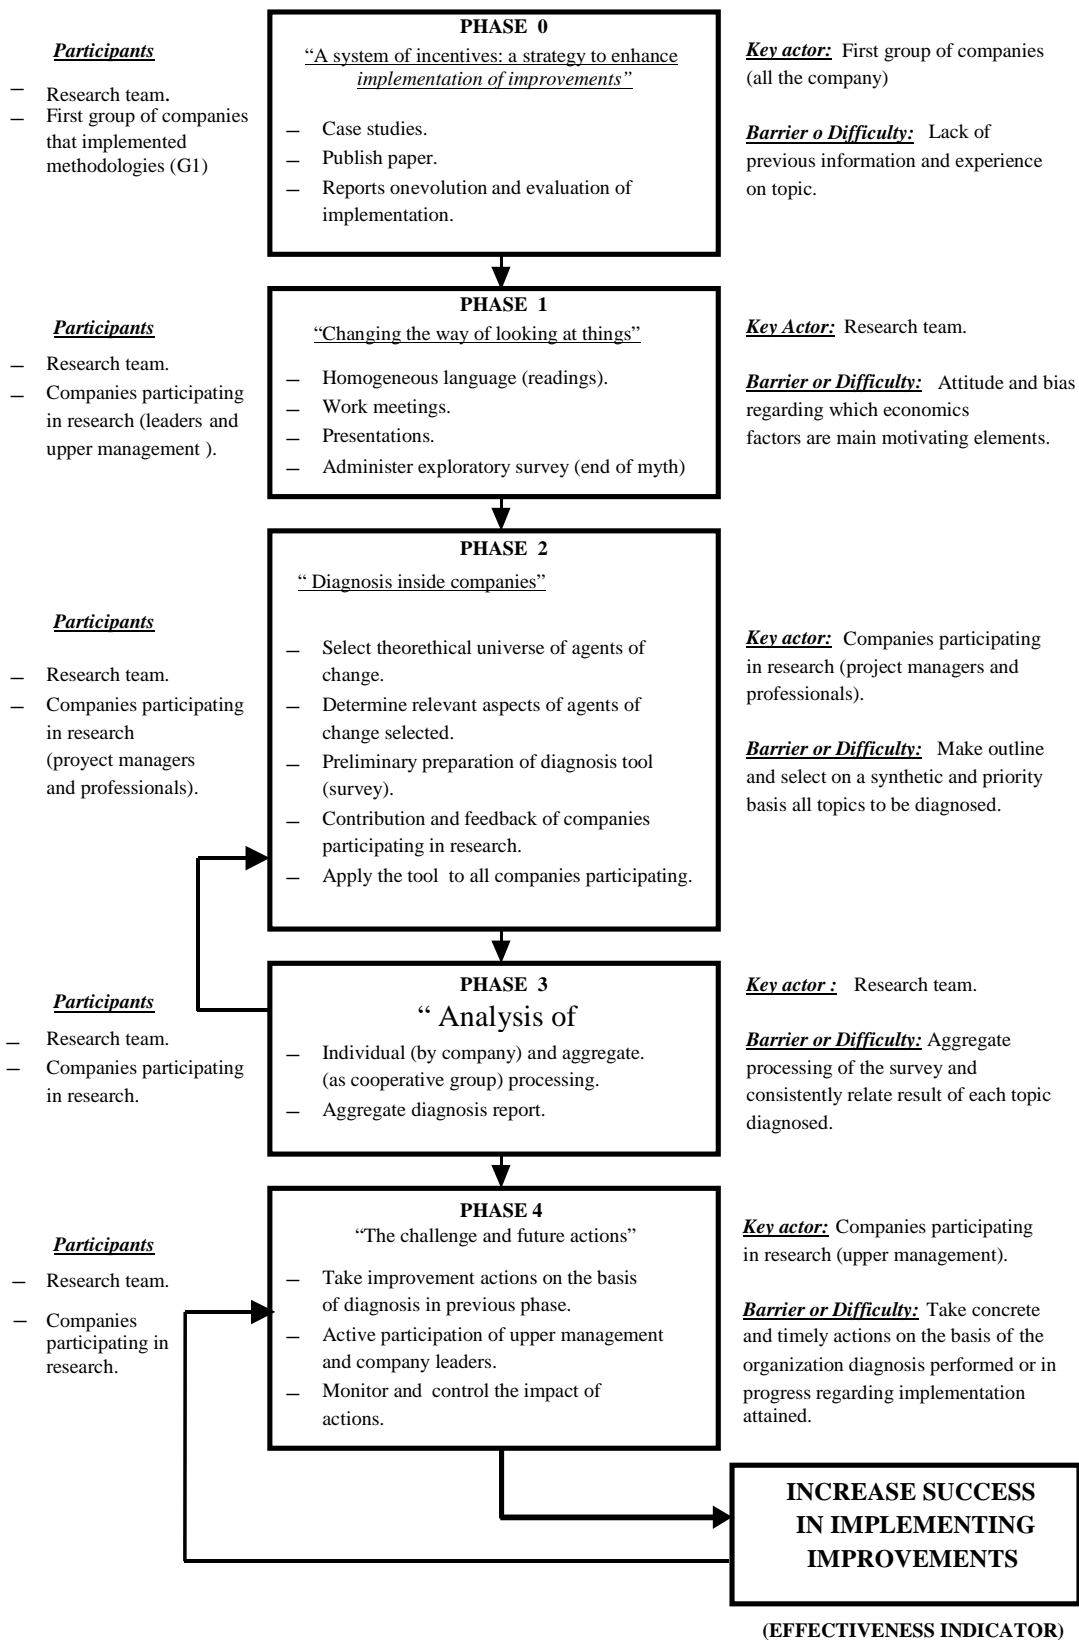 PHASE 0
“A system of incentives: a strategy to enhance
implementation of improvements”
Participants
– Research team.
– First group of companies
that implemented
methodologies (G1)
– Case studies.
– Publish paper.
– Reports onevolution and evaluation of
implementation.
Key actor: First group of companies
(all the company)
Barrier o Difficulty: Lack of
previous information and experience
on topic.
PHASE 1
“Changing the way of looking at things”
Participants
– Research team.
– Companies participating
in research (leaders and
upper management ).
– Homogeneous language (readings).
– Work meetings.
– Presentations.
– Administer exploratory survey (end of myth)
Key Actor: Research team.
Barrier or Difficulty: Attitude and bias
regarding which economics
factors are main motivating elements.
PHASE 2
“ Diagnosis inside companies”
Participants
– Research team.
– Companies participating
in research
(proyect managers
and professionals).
– Select theorethical universe of agents of
change.
– Determine relevant aspects of agents of
change selected.
– Preliminary preparation of diagnosis tool
(survey).
– Contribution and feedback of companies
participating in research.
– Apply the tool to all companies participating.
Key actor: Companies participating
in research (project managers and
professionals).
Barrier or Difficulty: Make outline
and select on a synthetic and priority
basis all topics to be diagnosed.
PHASE 3
“ Analysis of
Participants
– Research team.
– Companies participating
in research.
– Individual (by company) and aggregate.
(as cooperative group) processing.
– Aggregate diagnosis report.
Key actor : Research team.
Barrier or Difficulty: Aggregate
processing of the survey and
consistently relate result of each topic
diagnosed.
PHASE 4
“The challenge and future actions”
Participants
– Research team.
– Companies
participating in
research.
– Take improvement actions on the basis
of diagnosis in previous phase.
– Active participation of upper management
and company leaders.
– Monitor and control the impact of
actions.
Key actor: Companies participating
in research (upper management).
Barrier or Difficulty: Take concrete
and timely actions on the basis of the
organization diagnosis performed or in
progress regarding implementation
attained.
INCREASE SUCCESS
IN IMPLEMENTING
IMPROVEMENTS
(EFFECTIVENESS INDICATOR)